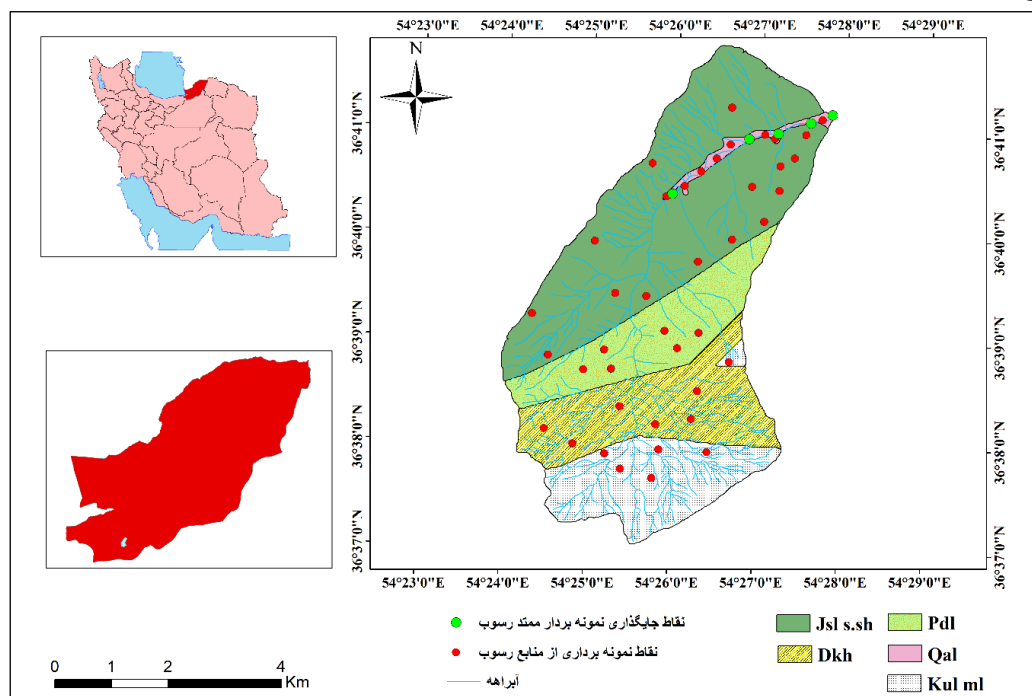 54°23'0"E 54°24'0"E 54°25'0"E 54°26'0"E 54°27'0"E 54°28'0"E 54°29'0"E
N
36°41'0"N 36°41'0"N
36°40'0"N 36°40'0"N
36°39'0"N 36°39'0"N
36°38'0"N 36°38'0"N
36°37'0"N 36°37'0"N
54°23'0"E 54°24'0"E 54°25'0"E 54°26'0"E 54°27'0"E 54°28'0"E 54°29'0"E
نقاط جایگذاری نمونه بردار ممتد رسوب
نقاط نمونه برداری از منابع رسوب
آبراهه
Jsl s.sh Pdl
Dkh Qal
Kul ml
0 1 2 4
Km